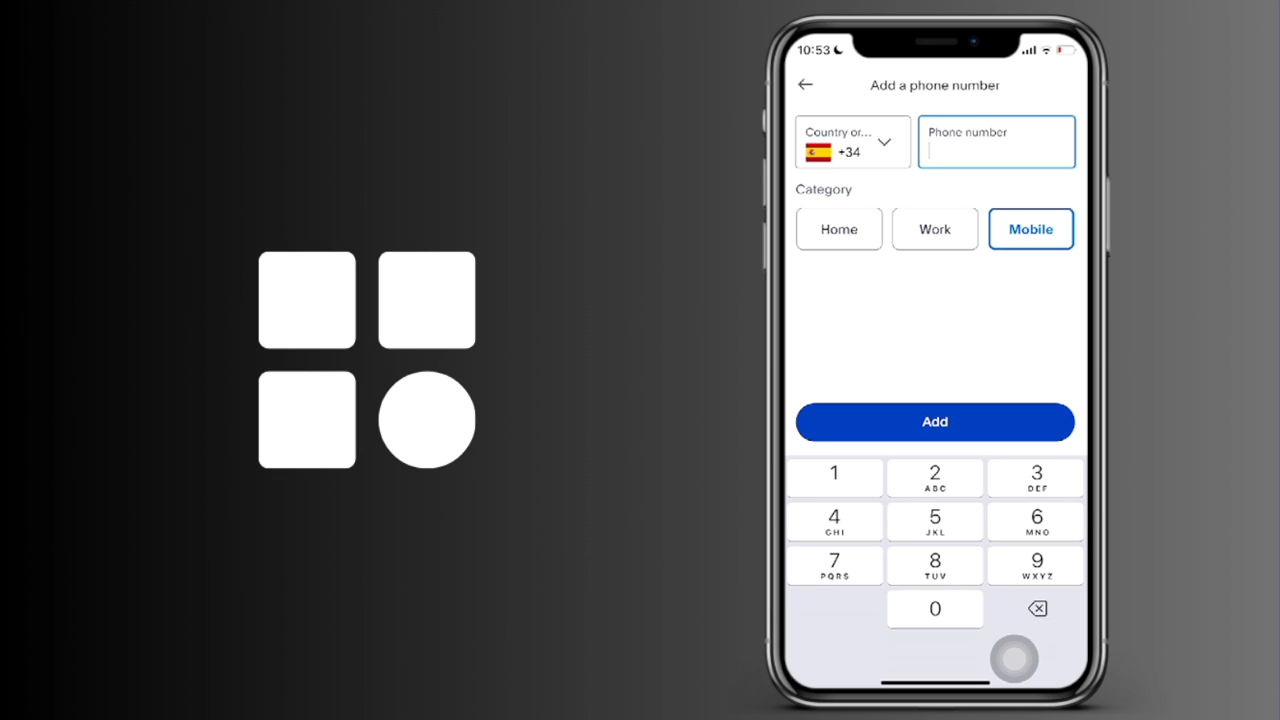 10:53
Add a phone number
Country or...
+34
Phone number
Category
Home
Work
Mobile
Add
1
2
ABC
3
DEF
4
GHI
5
JKL
6
MNO
7
PQRS
8
TUV
9
WXYZ
0